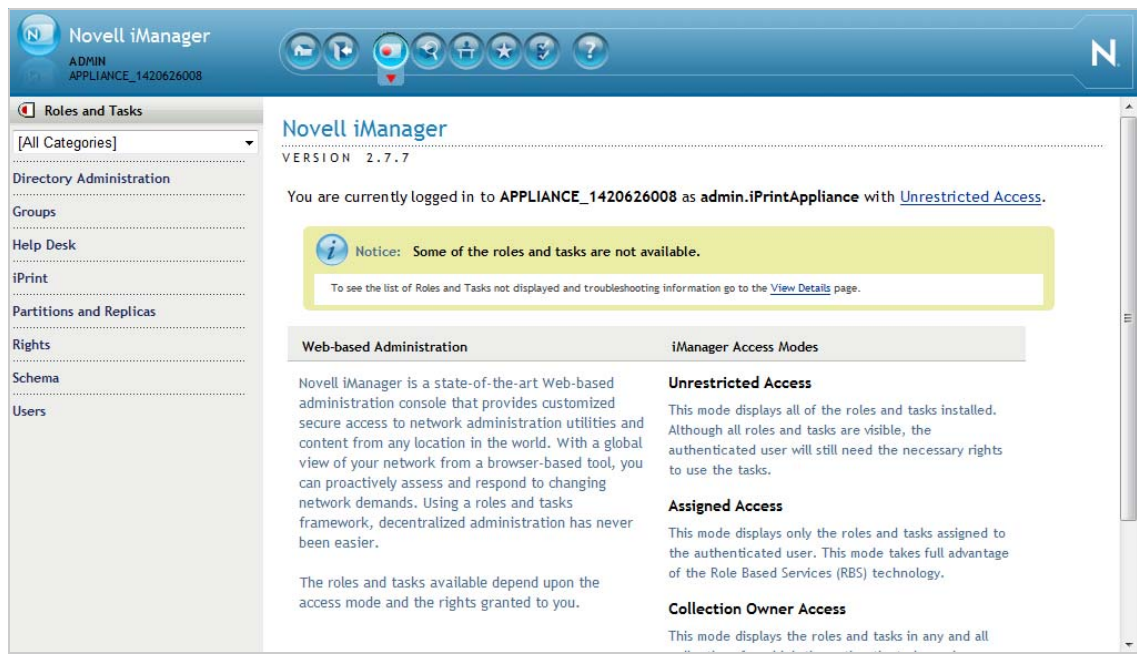 Novell iManager
ADMIN
APPLIANCE_1420626008
N
?
N
Roles and Tasks
[All Categories]
Directory Administration
Groups
Help Desk
iPrint
Partitions and Replicas
Rights
Schema
Users
Novell iManager
VERSION 2.7.7
You are currently logged in to APPLIANCE_1420626008 as admin.iPrintAppliance with Unrestricted Access.
Notice: Some of the roles and tasks are not available.
To see the list of Roles and Tasks not displayed and troubleshooting information go to the View Details page.
Web-based Administration
Novell iManager is a state-of-the-art Web-based
administration console that provides customized
secure access to network administration utilities and
content from any location in the world. With a global
view of your network from a browser-based tool, you
can proactively assess and respond to changing
network demands. Using a roles and tasks
framework, decentralized administration has never
been easier.
The roles and tasks available depend upon the
access mode and the rights granted to you.
iManager Access Modes
Unrestricted Access
This mode displays all of the roles and tasks installed.
Although all roles and tasks are visible, the
authenticated user will still need the necessary rights
to use the tasks.
Assigned Access
This mode displays only the roles and tasks assigned to
the authenticated user. This mode takes full advantage
of the Role Based Services (RBS) technology.
Collection Owner Access
This mode displays the roles and tasks in any and all